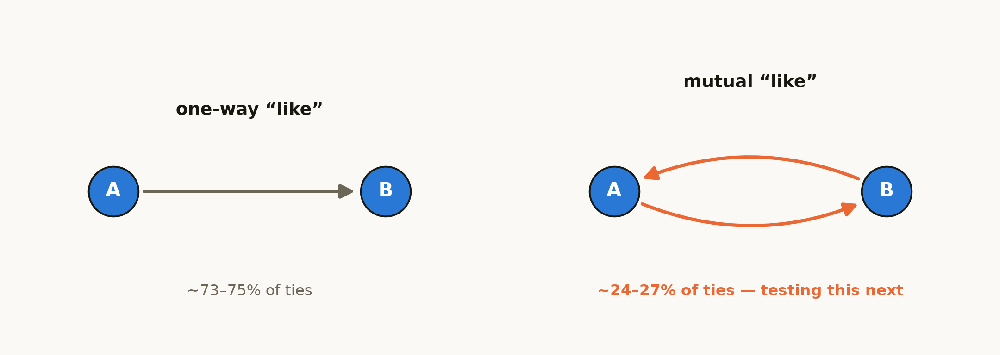 one-way “like”
A
B
~73–75% of ties
mutual “like”
A
B
~24–27% of ties — testing this next